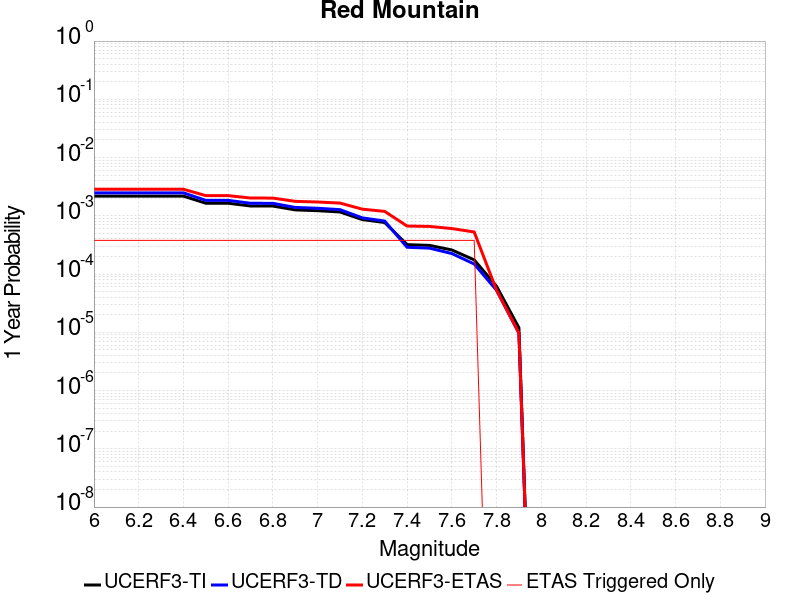 Red Mountain
1 Year Probability
10^0
10^-1
10^-2
10^-3
10^-4
10^-5
10^-6
10^-7
10^-8
6 6.2 6.4 6.6 6.8 7 7.2 7.4 7.6 7.8 8 8.2 8.4 8.6 8.8 9
Magnitude
UCERF3-TI UCERF3-TD UCERF3-ETAS ETAS Triggered Only